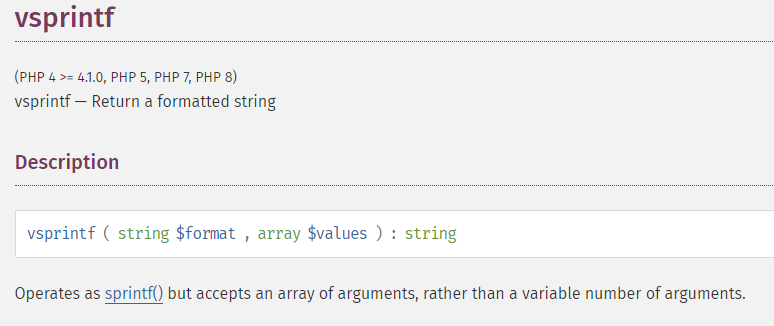 vsprintf
(PHP 4 >= 4.1.0, PHP 5, PHP 7, PHP 8)
vsprintf — Return a formatted string
Description
vsprintf ( string $format , array $values ) : string
Operates as sprintf() but accepts an array of arguments, rather than a variable number of arguments.